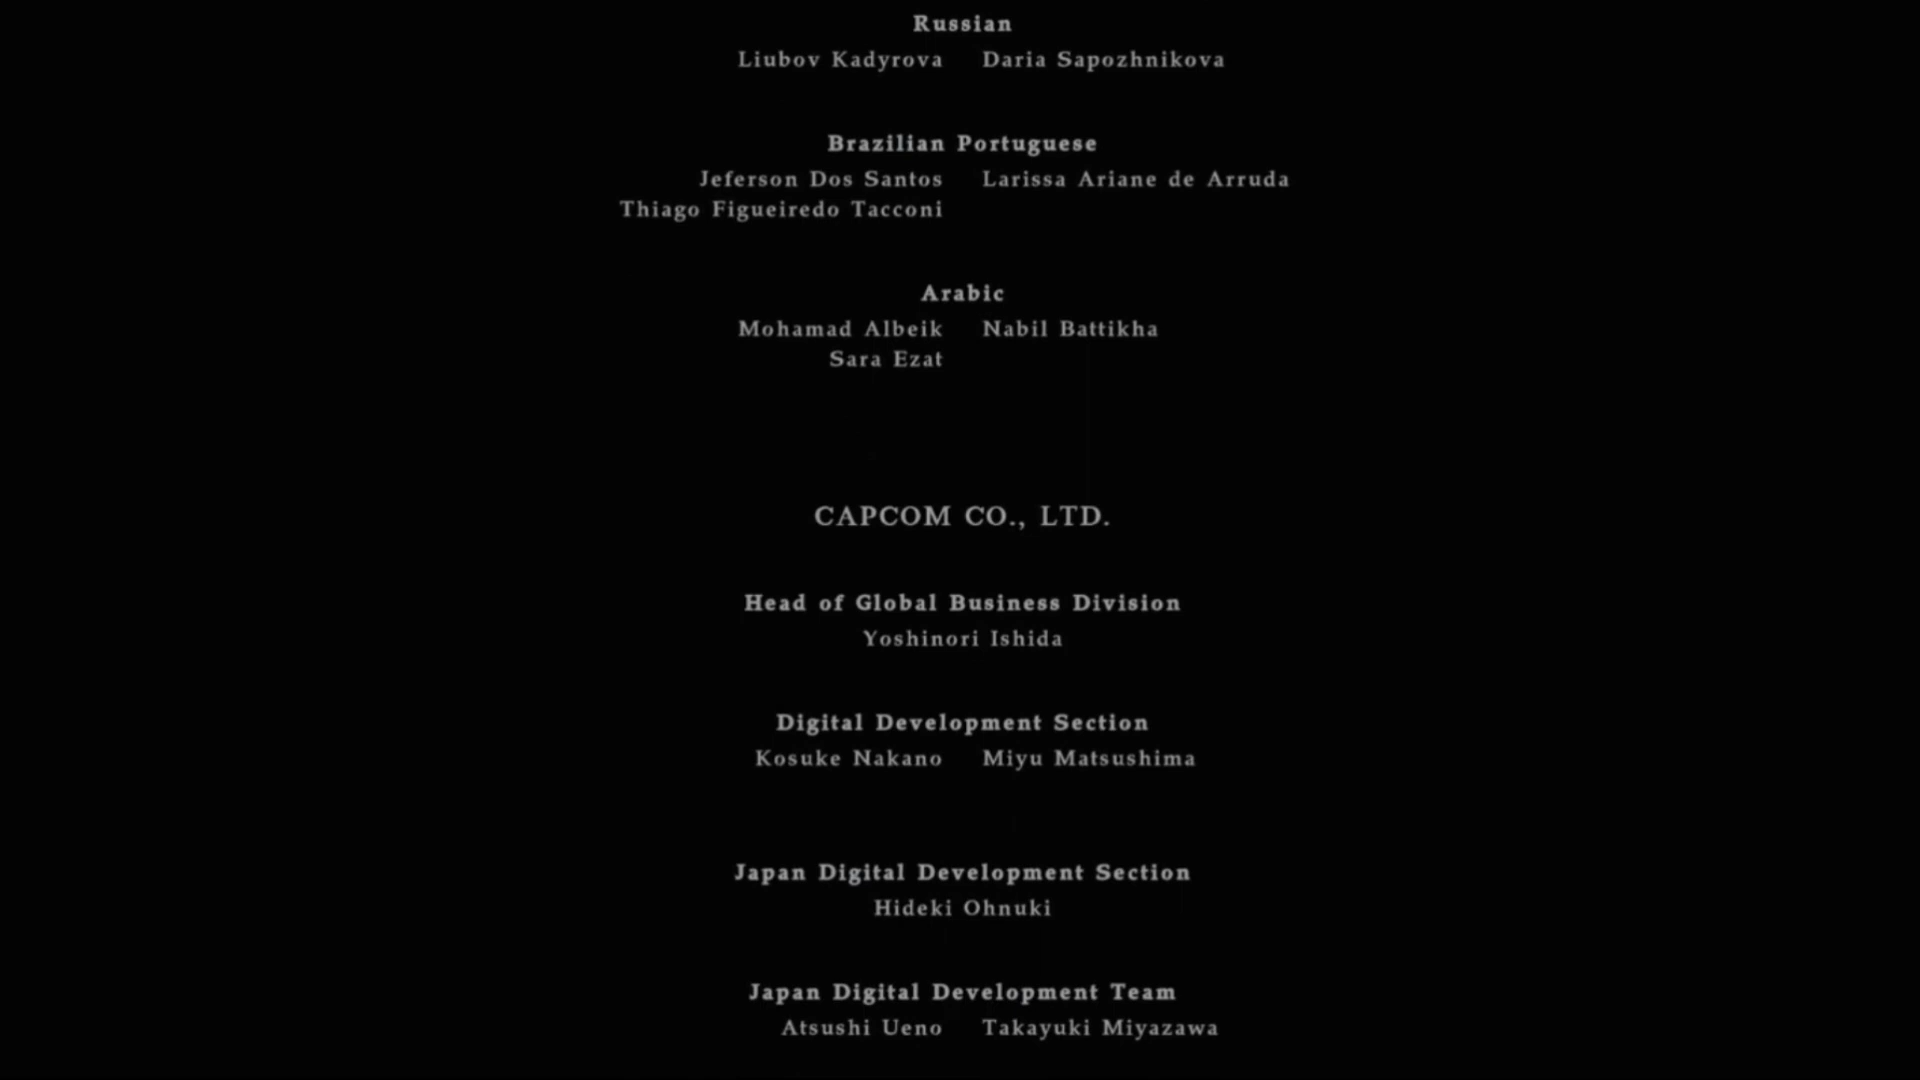 Russian
Liubov Kadyrova Daria Sapozhnikova
Brazilian Portuguese
Jeferson Dos Santos Larissa Ariane de Arruda
Thiago Figueiredo Tacconi
Arabic
Mohamad Albeik Nabil Battikha
Sara Ezat
CAPCOM CO., LTD.
Head of Global Business Division
Yoshinori Ishida
Digital Development Section
Kosuke Nakano Miyu Matsushima
Japan Digital Development Section
Hideki Ohnuki
Japan Digital Development Team
Atsushi Ueno Takayuki Miyazawa